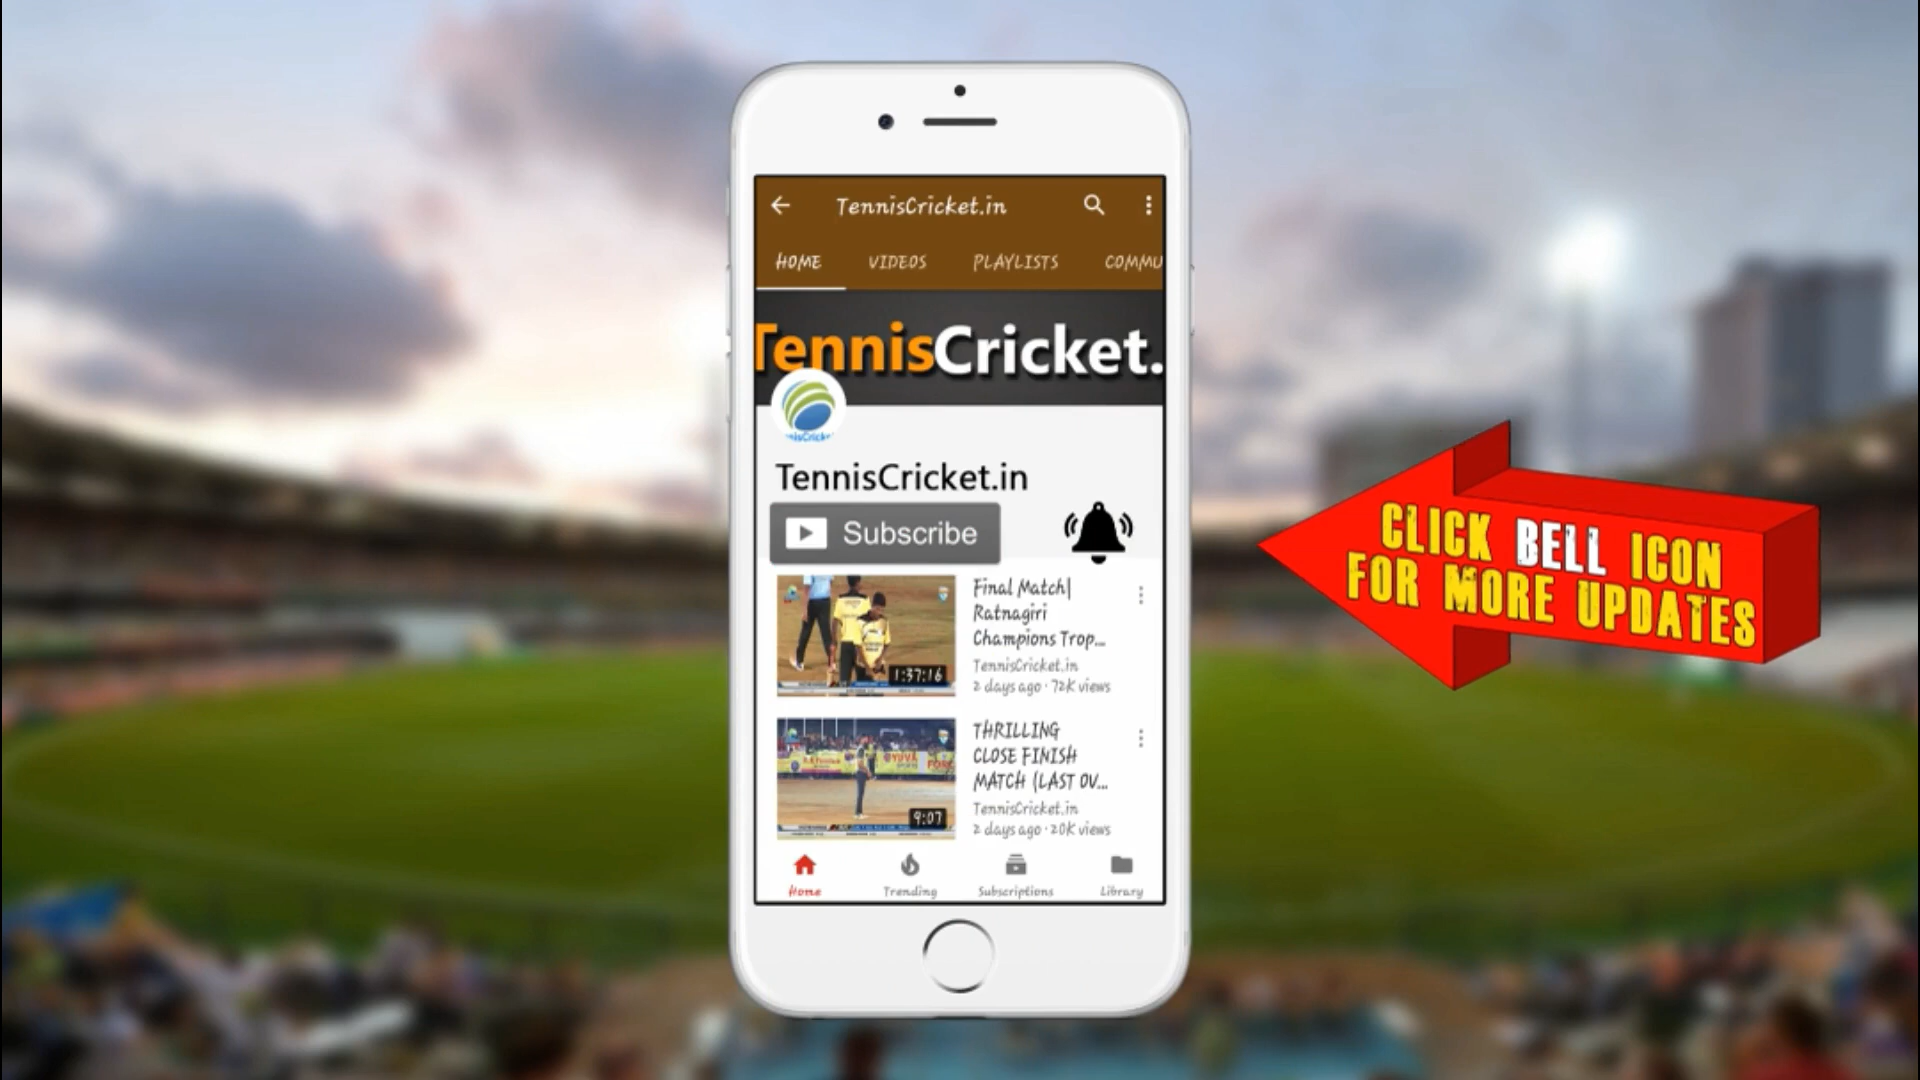 TennisCricket.in
HOME VIDEOS PLAYLISTS COMMU
TennisCricket.
TennisCricket.in
Subscribe
Final Match|
Ratnagiri
Champions Trop...
TennisCricket.in
2 days ago · 72K views
1:37:16
THRILLING
CLOSE FINISH
MATCH (LAST OV...
TennisCricket.in
2 days ago · 20K views
9:07
Home Trending Subscriptions Library
CLICK BELL ICON
FOR MORE UPDATES